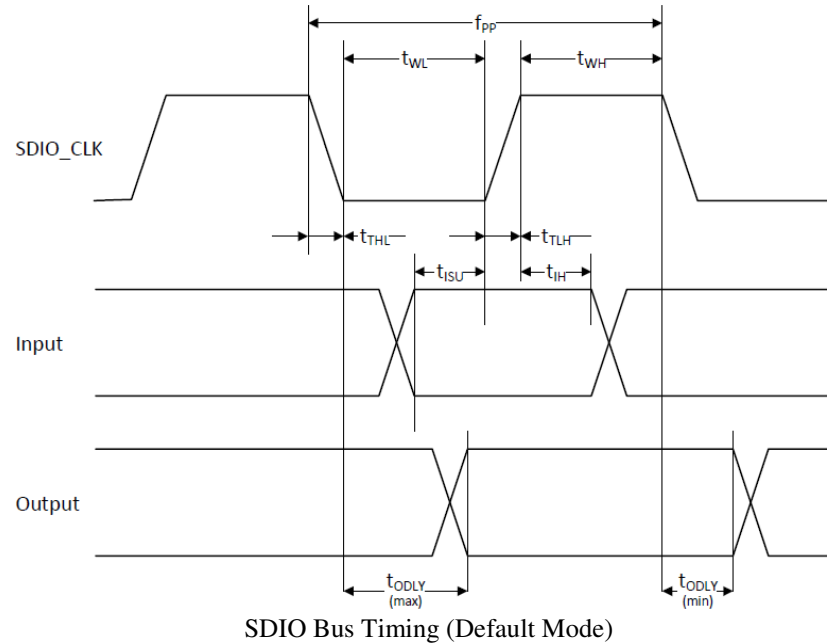 fPP
tWL
tWH
SDIO_CLK
tTHL
tTLH
tISU
tIH
Input
Output
tODLY
(max)
tODLY
(min)
SDIO Bus Timing (Default Mode)